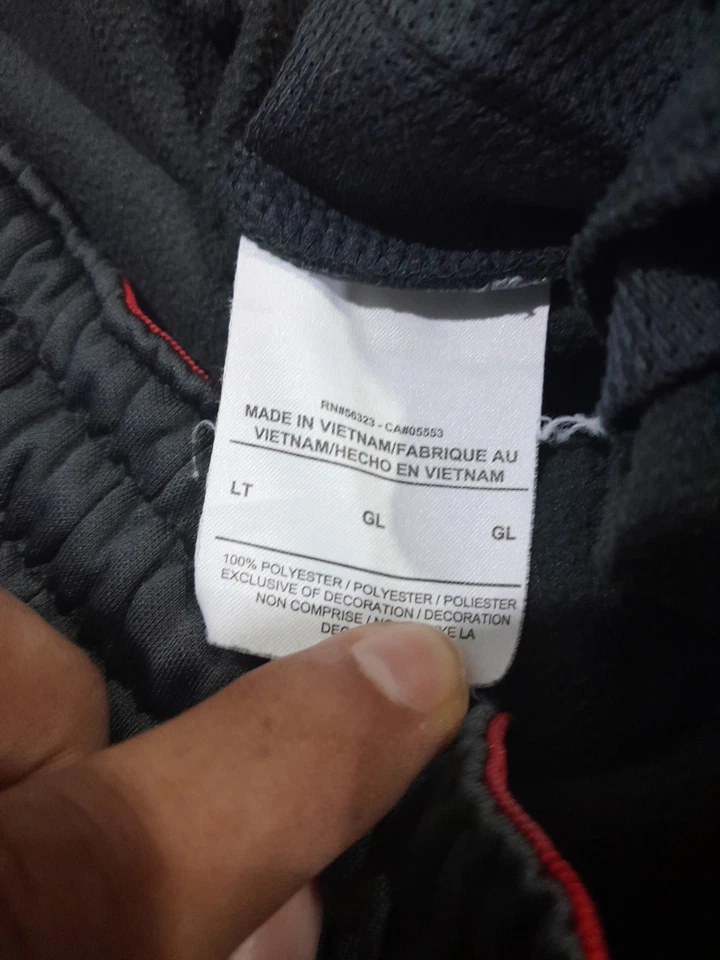 RN#56323 - CA#05553
MADE IN VIETNAM/FABRIQUE AU
VIETNAM/HECHO EN VIETNAM
LT GL GL
100% POLYESTER / POLYESTER / POLIESTER
EXCLUSIVE OF DECORATION / DECORATION
NON COMPRISE / LA